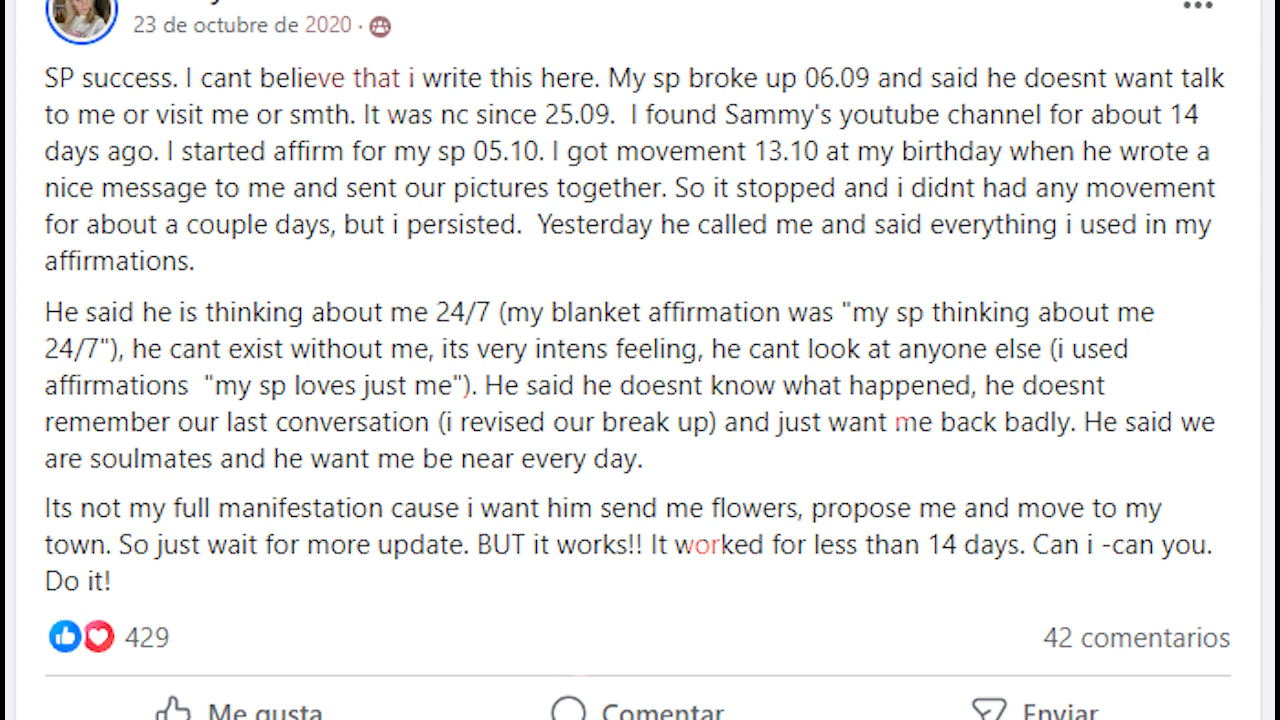 23 de octubre de 2020 ·
SP success. I cant believe that i write this here. My sp broke up 06.09 and said he doesnt want talk
to me or visit me or smth. It was nc since 25.09.  I found Sammy's youtube channel for about 14
days ago. I started affirm for my sp 05.10. I got movement 13.10 at my birthday when he wrote a
nice message to me and sent our pictures together. So it stopped and i didnt had any movement
for about a couple days, but i persisted.  Yesterday he called me and said everything i used in my
affirmations.
He said he is thinking about me 24/7 (my blanket affirmation was "my sp thinking about me
24/7"), he cant exist without me, its very intens feeling, he cant look at anyone else (i used
affirmations  "my sp loves just me"). He said he doesnt know what happened, he doesnt
remember our last conversation (i revised our break up) and just want me back badly. He said we
are soulmates and he want me be near every day.
Its not my full manifestation cause i want him send me flowers, propose me and move to my
town. So just wait for more update. BUT it works!! It worked for less than 14 days. Can i -can you.
Do it!
429 42 comentarios
Me gusta Comentar Enviar